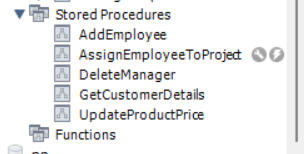 Stored Procedures
AddEmployee
AssignEmployeeToProject
DeleteManager
GetCustomerDetails
UpdateProductPrice
Functions